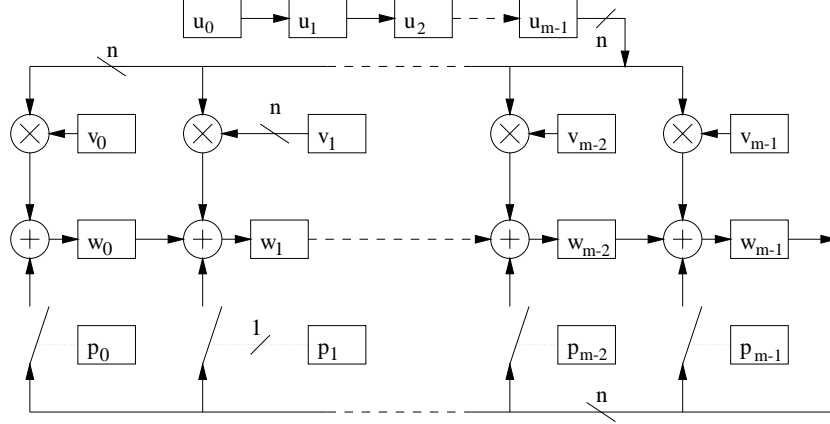 u0 u1 u2 um-1
n n
n
v0 v1 vm-2 vm-1
w0 w1 wm-2 wm-1
1
p0 p1 pm-2 pm-1
n